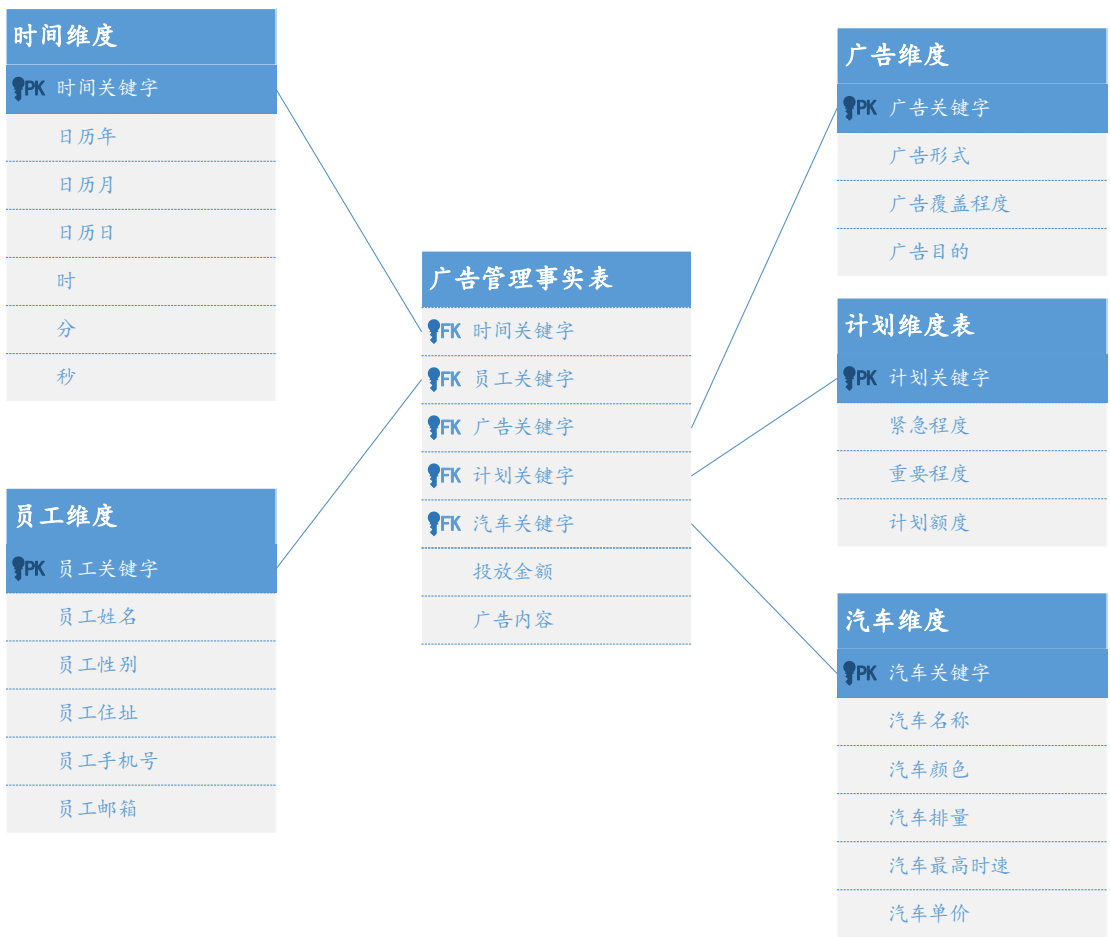 时间维度
PK 时间关键字
日历年
日历月
日历日
时
分
秒
员工维度
PK 员工关键字
员工姓名
员工性别
员工住址
员工手机号
员工邮箱
广告管理事实表
FK 时间关键字
FK 员工关键字
FK 广告关键字
FK 计划关键字
FK 汽车关键字
投放金额
广告内容
广告维度
PK 广告关键字
广告形式
广告覆盖程度
广告目的
计划维度表
PK 计划关键字
紧急程度
重要程度
计划额度
汽车维度
PK 汽车关键字
汽车名称
汽车颜色
汽车排量
汽车最高时速
汽车单价